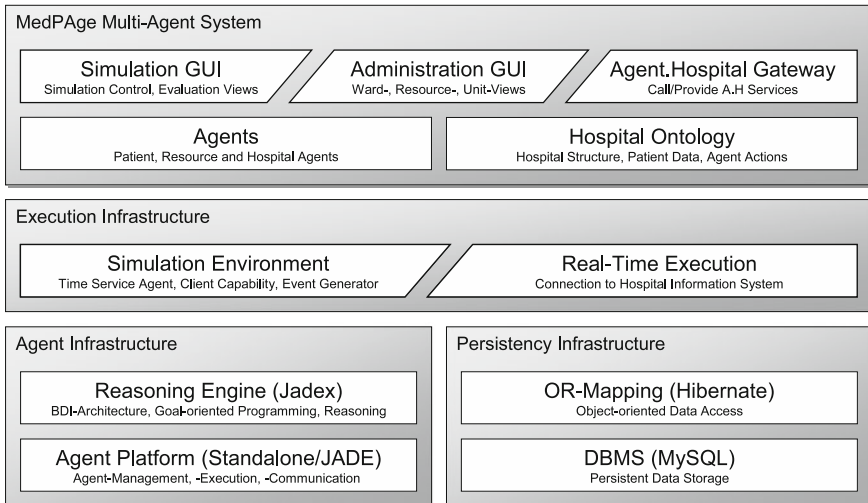 MedPAge Multi-Agent System
Simulation GUI
Simulation Control, Evaluation Views
Administration GUI
Ward-, Resource-, Unit-Views
Agent.Hospital Gateway
Call/Provide A.H Services
Agents
Patient, Resource and Hospital Agents
Hospital Ontology
Hospital Structure, Patient Data, Agent Actions
Execution Infrastructure
Simulation Environment
Time Service Agent, Client Capability, Event Generator
Real-Time Execution
Connection to Hospital Information System
Agent Infrastructure
Reasoning Engine (Jadex)
BDI-Architecture, Goal-oriented Programming, Reasoning
Agent Platform (Standalone/JADE)
Agent-Management, -Execution, -Communication
Persistency Infrastructure
OR-Mapping (Hibernate)
Object-oriented Data Access
DBMS (MySQL)
Persistent Data Storage